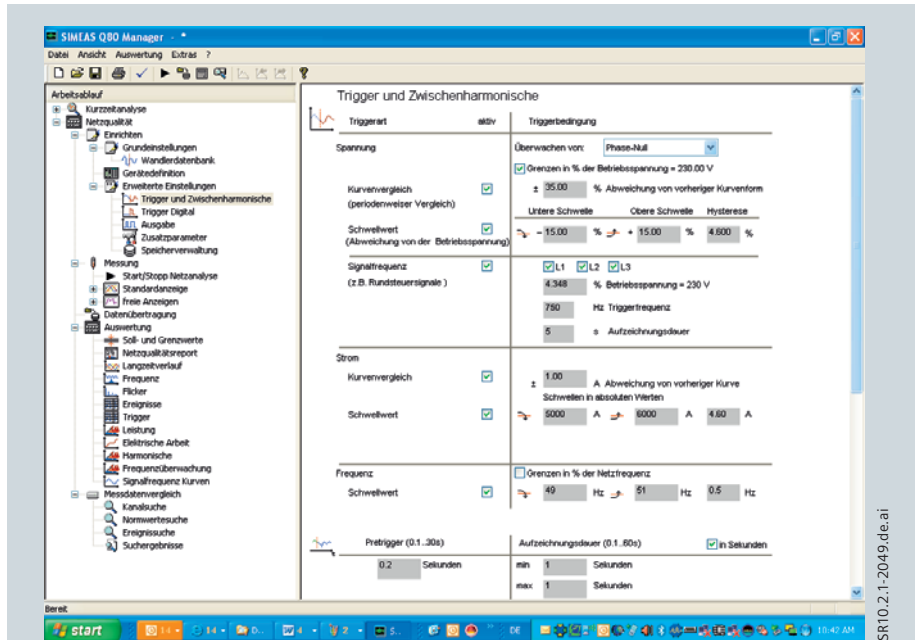 SIMEAS Q80 Manager - *
Datei Ansicht Auswertung Extras ?
Arbeitsablauf
Kurzzeitanalyse
Netzqualität
Einrichten
Grundeinstellungen
Wandlerdatenbank
Gerätedefinition
Erweiterte Einstellungen
Trigger und Zwischenharmonische
Trigger Digital
Ausgabe
Zusatzparameter
Speicherverwaltung
Messung
Start/Stopp Netzanalyse
Standardanzeige
freie Anzeigen
Datenübertragung
Auswertung
Soll- und Grenzwerte
Netzqualitätsreport
Langzeitverlauf
Frequenz
Flicker
Ereignisse
Trigger
Leistung
Elektrische Arbeit
Harmonische
Frequenzüberwachung
Signalfrequenz Kurven
Messdatenvergleich
Kanalsuche
Normwertesuche
Ereignissuche
Suchergebnisse
Trigger und Zwischenharmonische
Triggerart aktiv Triggerbedingung
Spannung Überwachen von: Phase-Null
Grenzen in % der Betriebsspannung = 230.00 V
Kurvenvergleich ± 35.00 % Abweichung von vorheriger Kurvenform
(periodenweiser Vergleich)
Untere Schwelle Obere Schwelle Hysterese
Schwellwert - 15.00 % + 15.00 % 4.600 %
(Abweichung von der Betriebsspannung)
Signalfrequenz L1 L2 L3
(z.B. Rundsteuersignale ) 4.348 % Betriebsspannung = 230 V
750 Hz Triggerfrequenz
5 s Aufzeichnungsdauer
Strom
Kurvenvergleich ± 1.00 A Abweichung von vorheriger Kurve
Schwellen in absoluten Werten
Schwellwert 5000 A 6000 A 4.60 A
Frequenz Grenzen in % der Netzfrequenz
Schwellwert 49 Hz 51 Hz 0.5 Hz
Pretrigger (0.1..30s) Aufzeichnungsdauer (0.1..60s) in Sekunden
0.2 Sekunden min 1 Sekunden
max 1 Sekunden
Bereit
start 14 14 D.. 4 2 S.. DE 10:42 AM
SR10.2.1-2049.de.ai